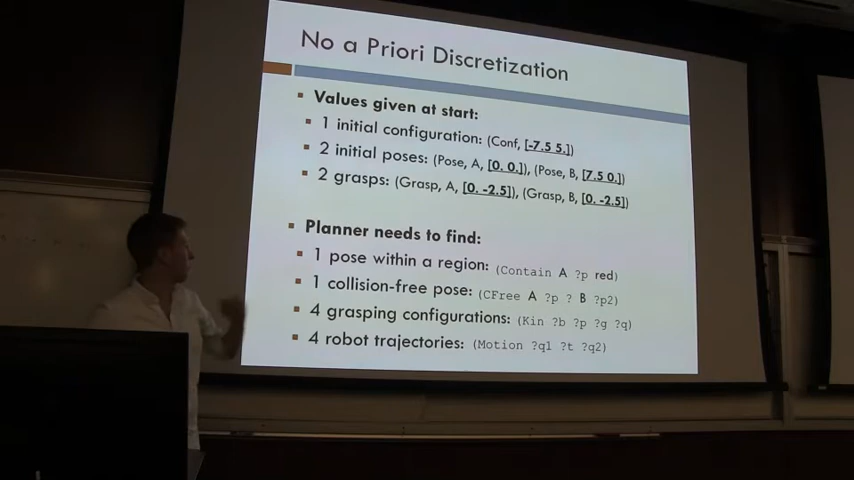 No a Priori Discretization
Values given at start:
1 initial configuration: (Conf, [-7.5 5.])
2 initial poses: (Pose, A, [0. 0.]), (Pose, B, [7.5 0.])
2 grasps: (Grasp, A, [0. -2.5]), (Grasp, B, [0. -2.5])
Planner needs to find:
1 pose within a region: (Contain A ?p red)
1 collision-free pose: (CFree A ?p ? B ?p2)
4 grasping configurations: (Kin ?b ?p ?g ?q)
4 robot trajectories: (Motion ?q1 ?t ?q2)